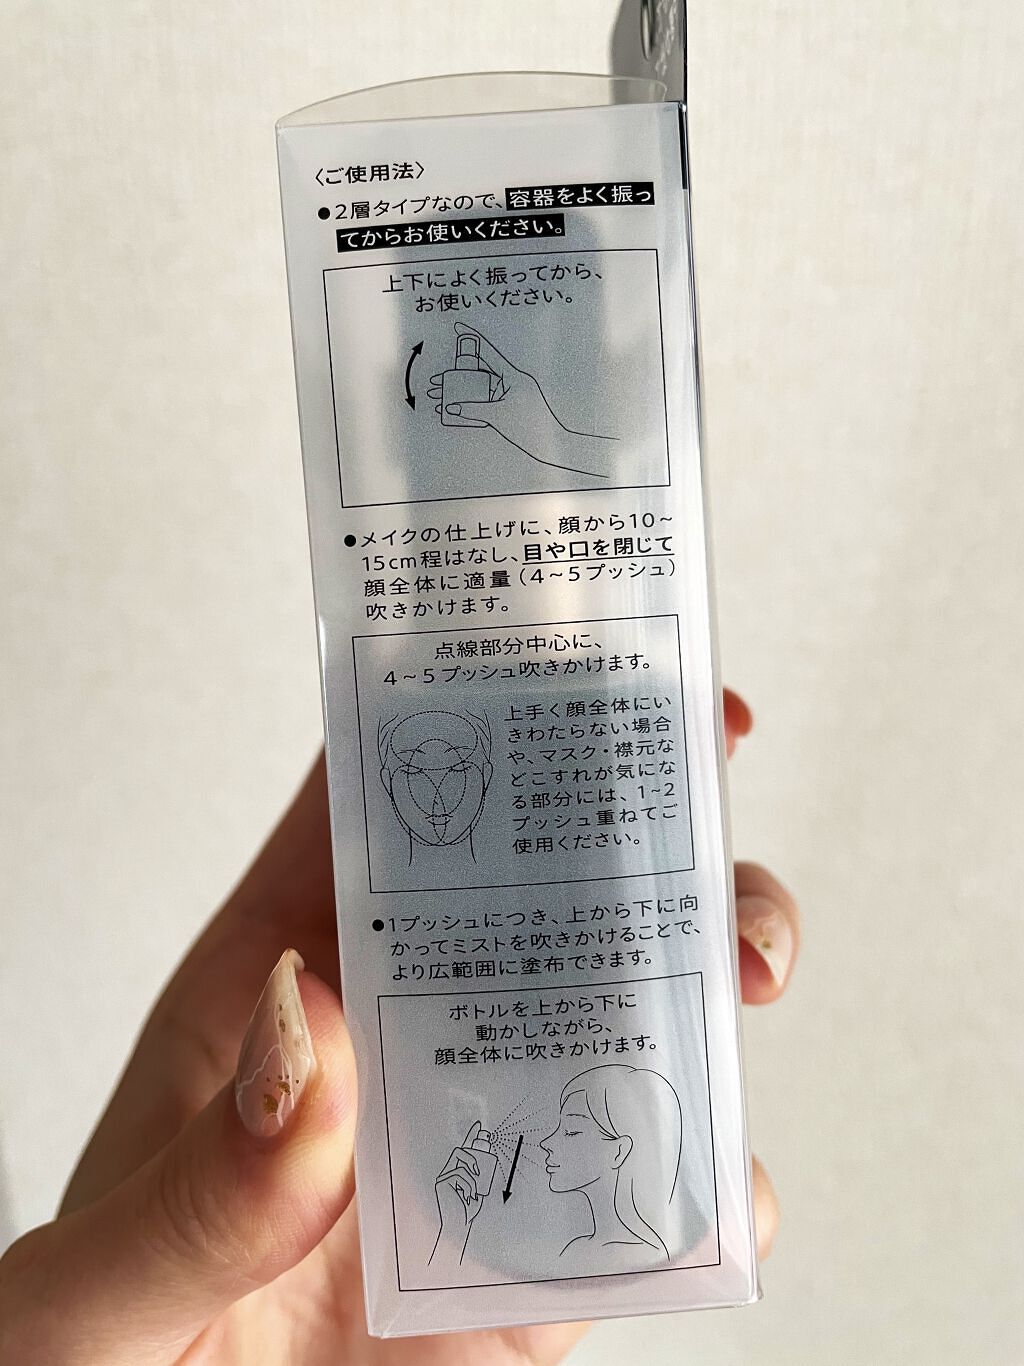 〈ご使用法〉
●2層タイプなので、容器をよく振っ
てからお使いください。
上下によく振ってから、
お使いください。
●メイクの仕上げに、顔から10~
15cm程はなし、目や口を閉じて
顔全体に適量(4~5プッシュ)
吹きかけます。
点線部分中心に、
4~5プッシュ吹きかけます。
上手く顔全体にい
きわたらない場合
や、マスク・襟元な
どこすれが気にな
る部分には、1~2
プッシュ重ねてご
使用ください。
●1プッシュにつき、上から下に向
かってミストを吹きかけることで、
より広範囲に塗布できます。
ボトルを上から下に
動かしながら、
顔全体に吹きかけます。